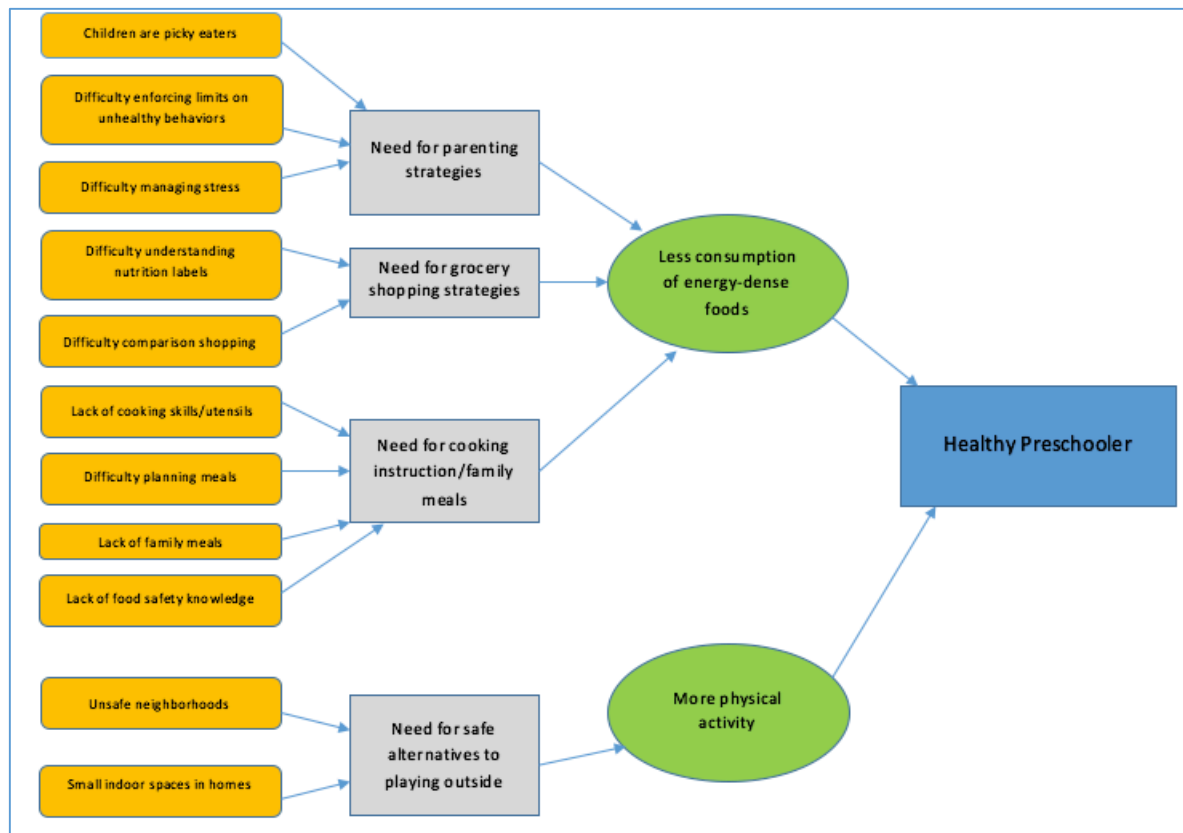 Children are picky eaters
Difficulty enforcing limits on
unhealthy behaviors
Difficulty managing stress
Difficulty understanding
nutrition labels
Difficulty comparison shopping
Lack of cooking skills/utensils
Difficulty planning meals
Lack of family meals
Lack of food safety knowledge
Unsafe neighborhoods
Small indoor spaces in homes
Need for parenting
strategies
Need for grocery
shopping strategies
Need for cooking
instruction/family
meals
Need for safe
alternatives to
playing outside
Less consumption
of energy-dense
foods
More physical
activity
Healthy Preschooler